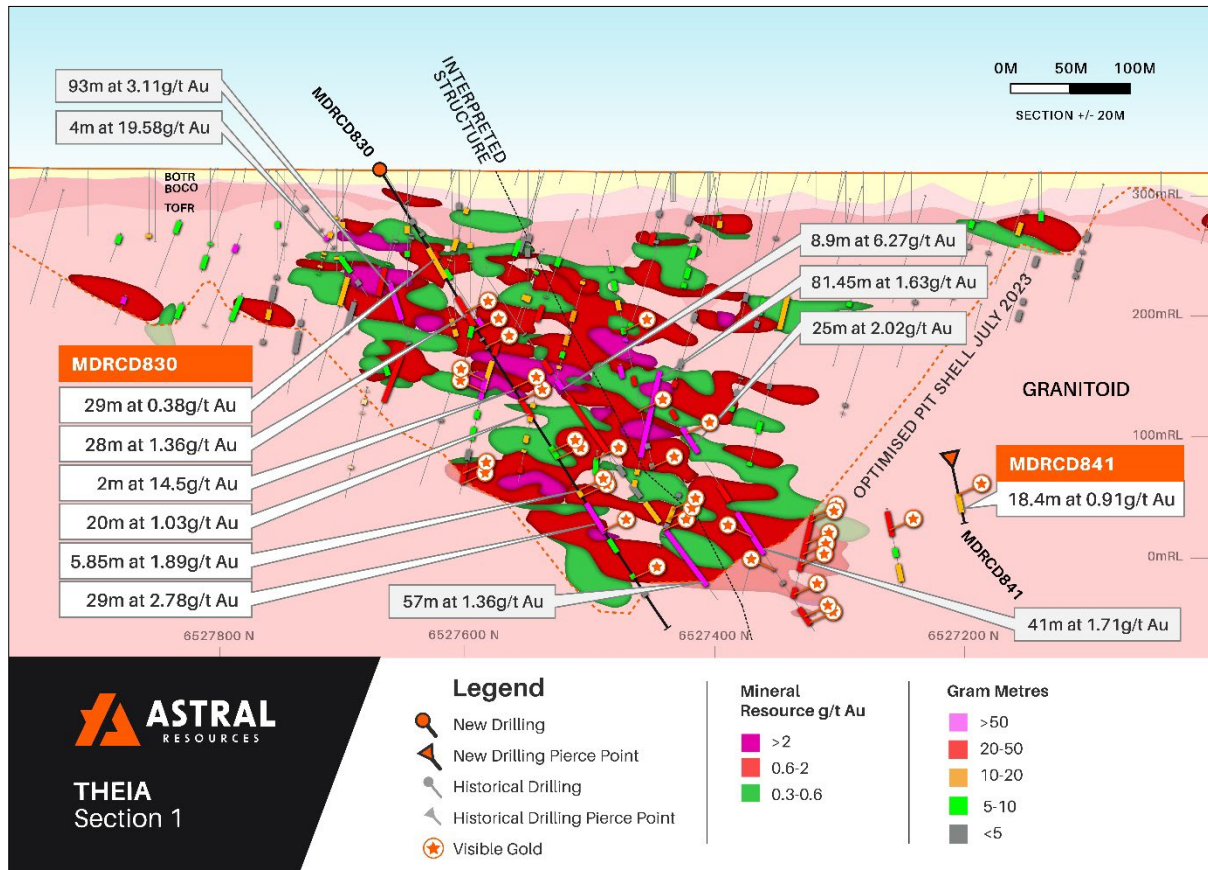 93m at 3.11g/t Au
4m at 19.58g/t Au
MDRCD830
INTERPRETED
STRUCTURE
0M 50M 100M
SECTION +/- 20M
BOTR
BOCO
TOFR
300mRL
8.9m at 6.27g/t Au
81.45m at 1.63g/t Au
25m at 2.02g/t Au
200mRL
OPTIMISED PIT SHELL JULY 2023
GRANITOID
MDRCD830
29m at 0.38g/t Au
28m at 1.36g/t Au
2m at 14.5g/t Au
20m at 1.03g/t Au
5.85m at 1.89g/t Au
29m at 2.78g/t Au
100mRL
MDRCD841
18.4m at 0.91g/t Au
MDRCD841
0mRL
57m at 1.36g/t Au
41m at 1.71g/t Au
6527800 N 6527600 N 6527400 N 6527200 N
ASTRAL
RESOURCES
THEIA
Section 1
Legend
New Drilling
New Drilling Pierce Point
Historical Drilling
Historical Drilling Pierce Point
Visible Gold
Mineral
Resource g/t Au
>2
0.6-2
0.3-0.6
Gram Metres
>50
20-50
10-20
5-10
<5